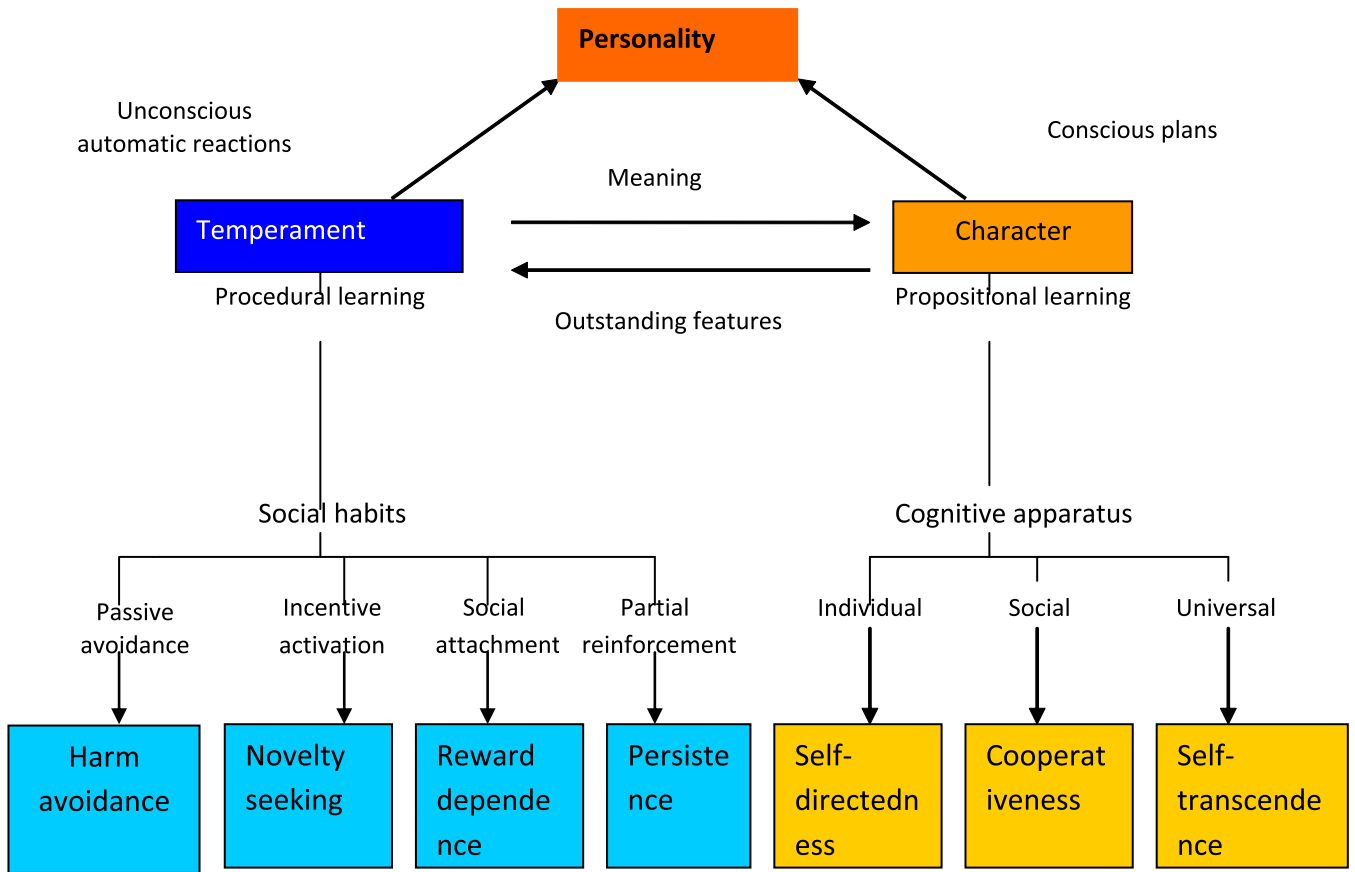 Personality
Unconscious
automatic reactions
Conscious plans
Meaning
Temperament
Character
Procedural learning
Propositional learning
Outstanding features
Social habits
Cognitive apparatus
Passive
avoidance
Incentive
activation
Social
attachment
Partial
reinforcement
Individual
Social
Universal
Harm
avoidance
Novelty
seeking
Reward
depende
nce
Persiste
nce
Self-
directedn
ess
Cooperat
iveness
Self-
transcende
nce